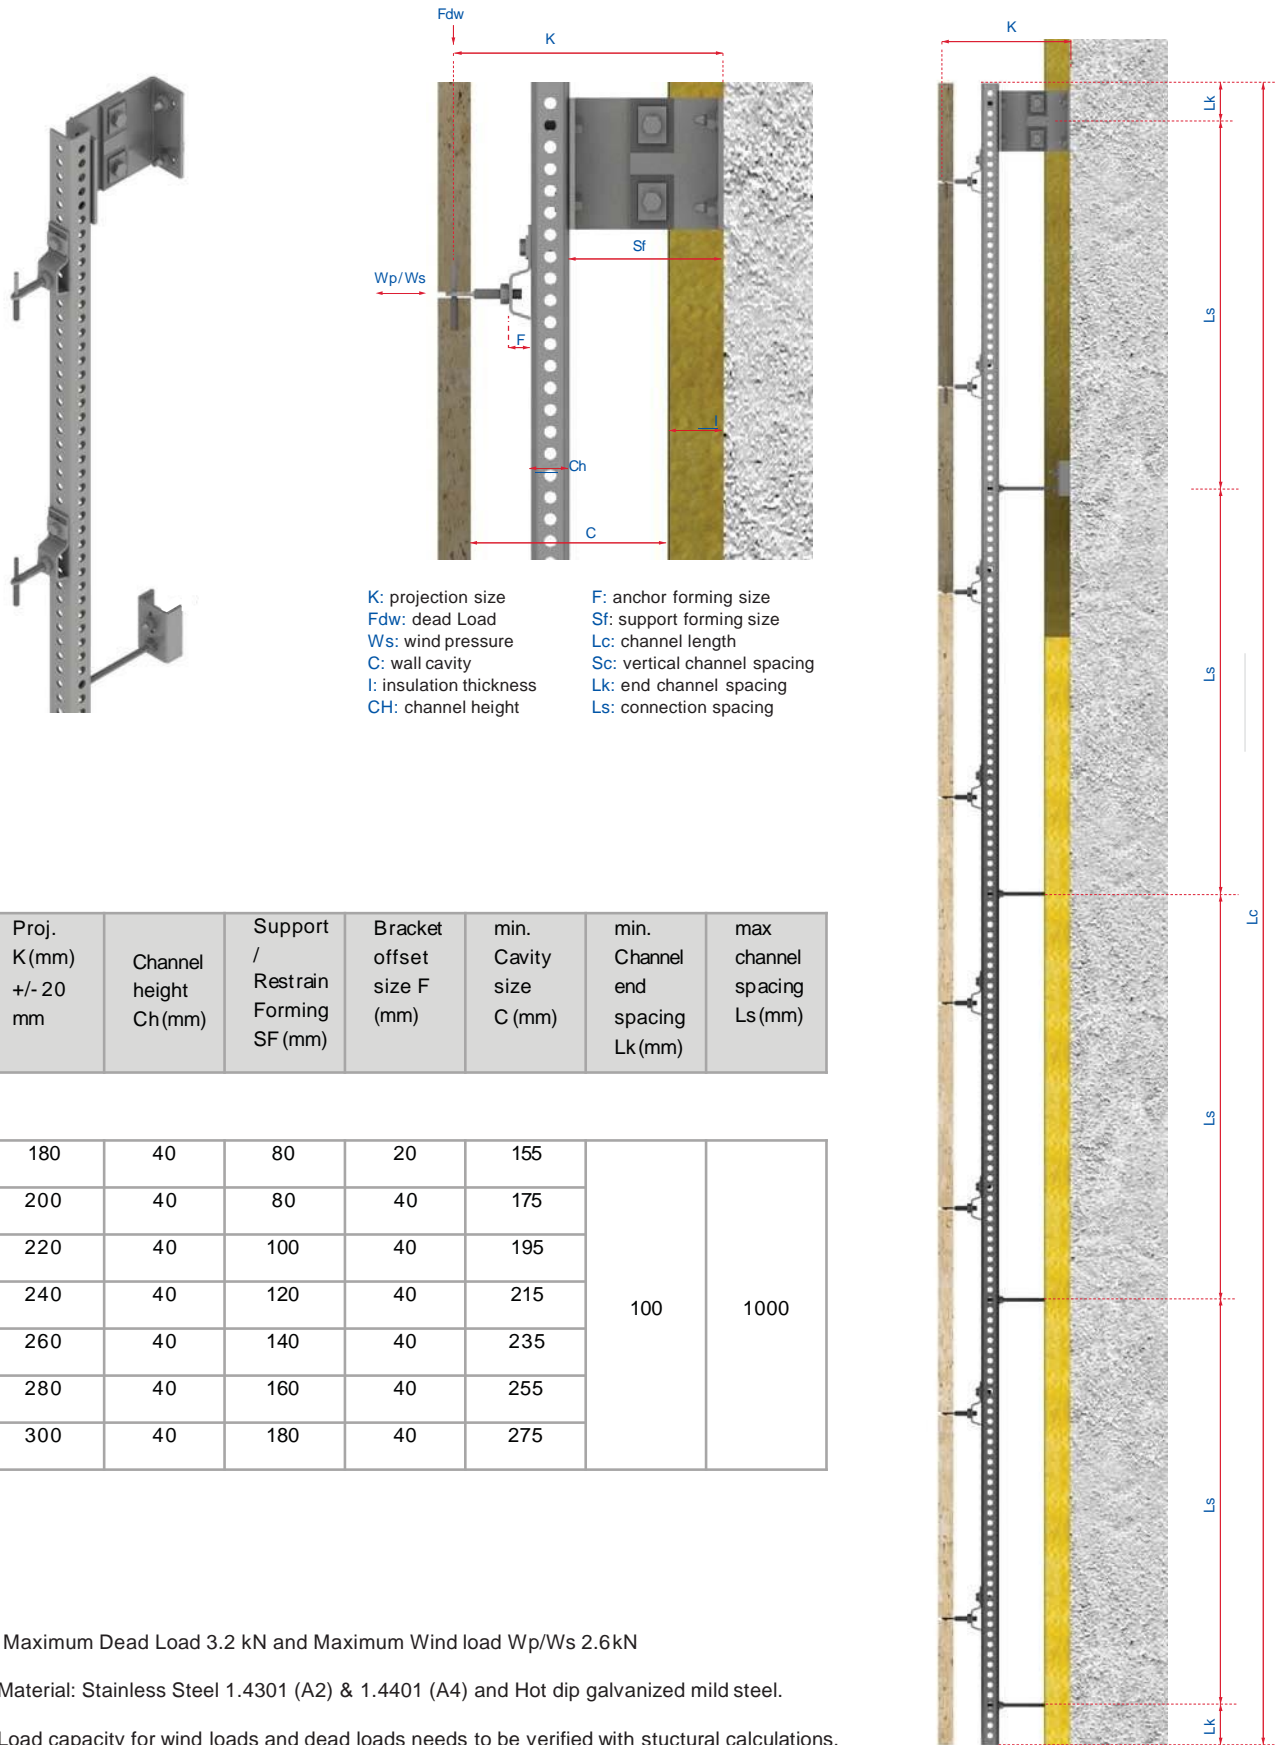 Fdw
K
Sf
Wp/Ws
F
I
Ch
C
K: projection size
Fdw: dead Load
Ws: wind pressure
C: wall cavity
I: insulation thickness
CH: channel height
F: anchor forming size
Sf: support forming size
Lc: channel length
Sc: vertical channel spacing
Lk: end channel spacing
Ls: connection spacing
K
Lk
Ls
Ls
Lc
Ls
Ls
Lk
Proj.
K(mm)
+/- 20
mm
Channel
height
Ch(mm)
Support
/
Restrain
Forming
SF(mm)
Bracket
offset
size F
(mm)
min.
Cavity
size
C (mm)
min.
Channel
end
spacing
Lk(mm)
max
channel
spacing
Ls(mm)
180 40 80 20 155
200 40 80 40 175
220 40 100 40 195
240 40 120 40 215
100 1000
260 40 140 40 235
280 40 160 40 255
300 40 180 40 275
Maximum Dead Load 3.2 kN and Maximum Wind load Wp/Ws 2.6kN
Material: Stainless Steel 1.4301 (A2) & 1.4401 (A4) and Hot dip galvanized mild steel.
Load capacity for wind loads and dead loads needs to be verified with stuctural calculations.